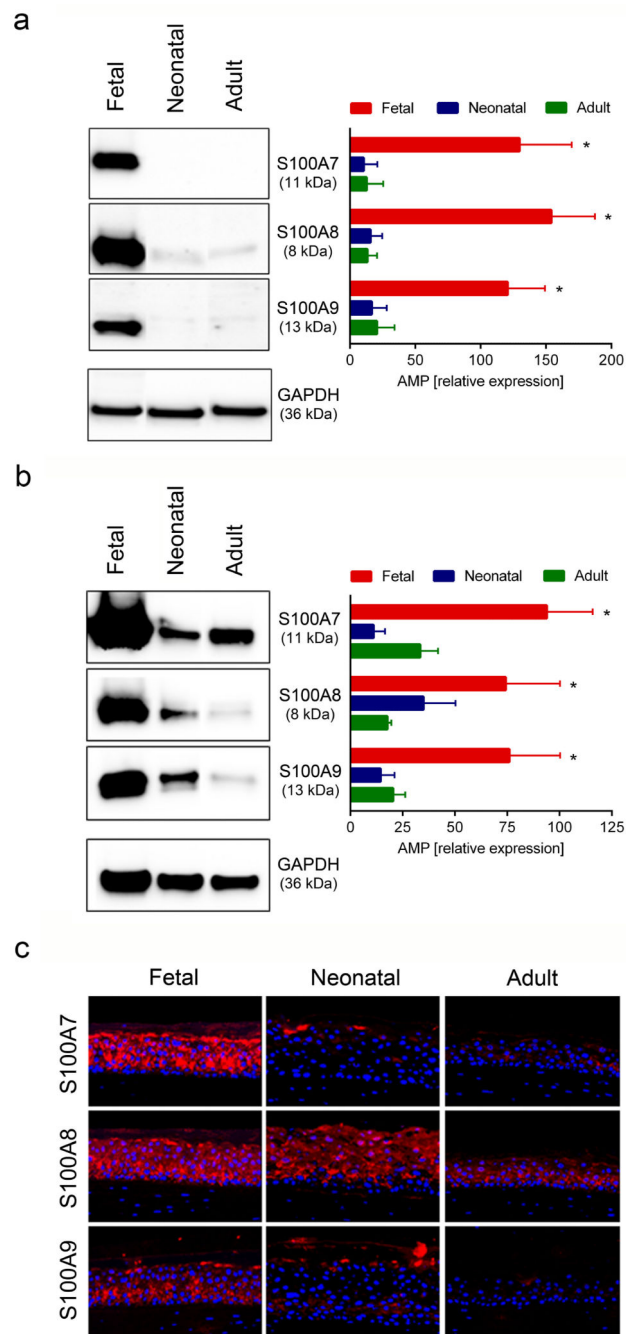 a
Fetal
Neonatal
Adult
Fetal Neonatal Adult
S100A7
(11 kDa)
*
S100A8
(8 kDa)
*
S100A9
(13 kDa)
*
GAPDH
(36 kDa)
0 50 100 150 200
AMP [relative expression]
b
Fetal
Neonatal
Adult
Fetal Neonatal Adult
S100A7
(11 kDa)
*
S100A8
(8 kDa)
*
S100A9
(13 kDa)
*
GAPDH
(36 kDa)
0 25 50 75 100 125
AMP [relative expression]
c
Fetal Neonatal Adult
S100A7
S100A8
S100A9